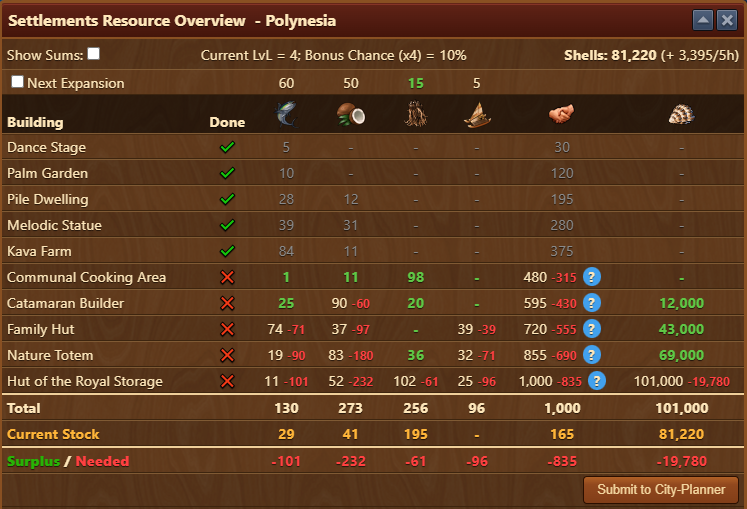 Settlements Resource Overview - Polynesia
Show Sums: Current LvL = 4; Bonus Chance (x4) = 10% Shells: 81,220 (+ 3,395/5h)
Next Expansion 60 50 15 5
Building Done
Dance Stage 5 - - - 30 -
Palm Garden 10 - - - 120 -
Pile Dwelling 28 12 - - 195 -
Melodic Statue 39 31 - - 280 -
Kava Farm 84 11 - - 375 -
Communal Cooking Area 1 11 98 - 480 -315 ? -
Catamaran Builder 25 90 -60 20 - 595 -430 ? 12,000
Family Hut 74 -71 37 -97 - 39 -39 720 -555 ? 43,000
Nature Totem 19 -90 83 -180 36 32 -71 855 -690 ? 69,000
Hut of the Royal Storage 11 -101 52 -232 102 -61 25 -96 1,000 -835 ? 101,000 -19,780
Total 130 273 256 96 1,000 101,000
Current Stock 29 41 195 - 165 81,220
Surplus / Needed -101 -232 -61 -96 -835 -19,780
Submit to City-Planner